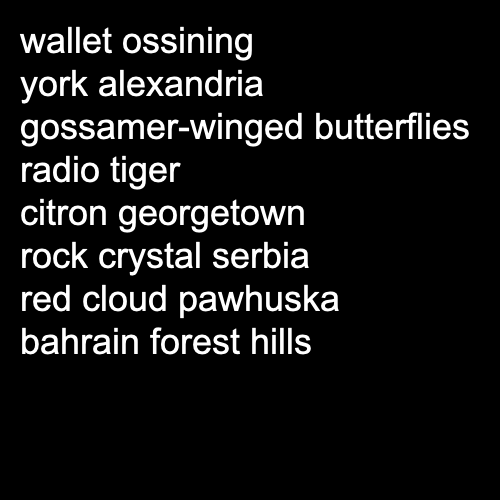 wallet ossining
york alexandria
gossamer-winged butterflies
radio tiger
citron georgetown
rock crystal serbia
red cloud pawhuska
bahrain forest hills